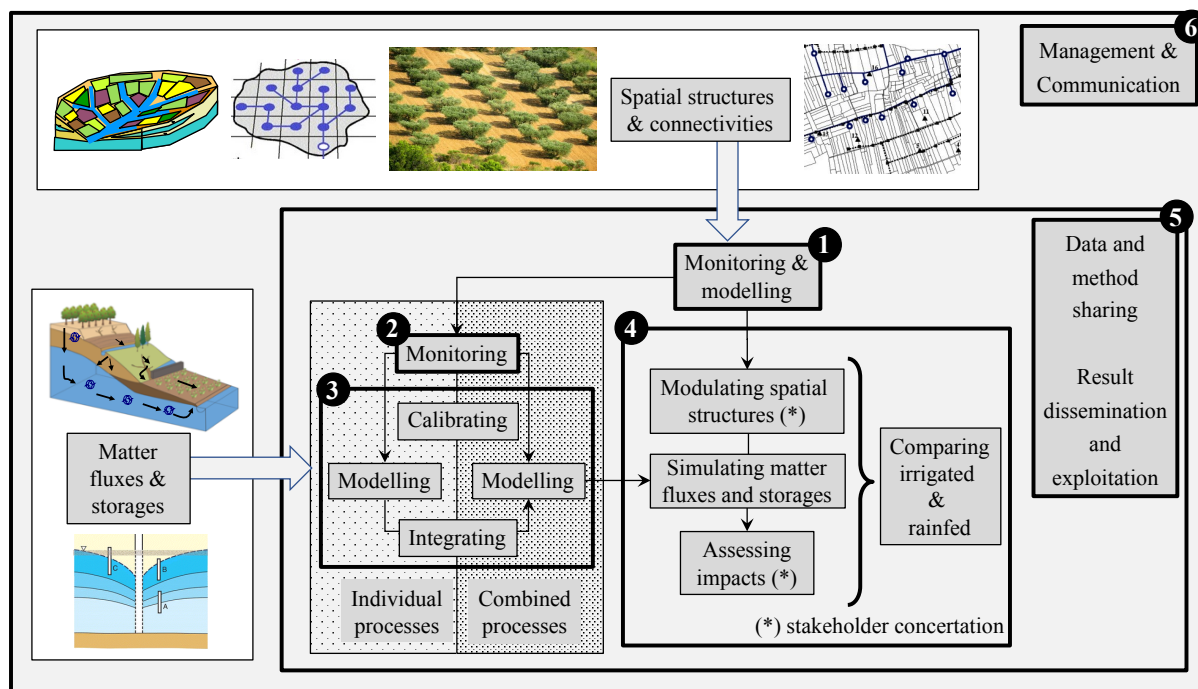 6
Management &
Communication
Spatial structures
& connectivities
5
Data and
method
sharing
Result
dissemination
and
exploitation
1
Monitoring &
modelling
2
Monitoring
3
Calibrating
Modelling
Modelling
Integrating
Individual
processes
Combined
processes
4
Modulating spatial
structures (*)
Simulating matter
fluxes and storages
Assessing
impacts (*)
Comparing
irrigated
&
rainfed
(*) stakeholder concertation
Matter
fluxes &
storages
C
B
A